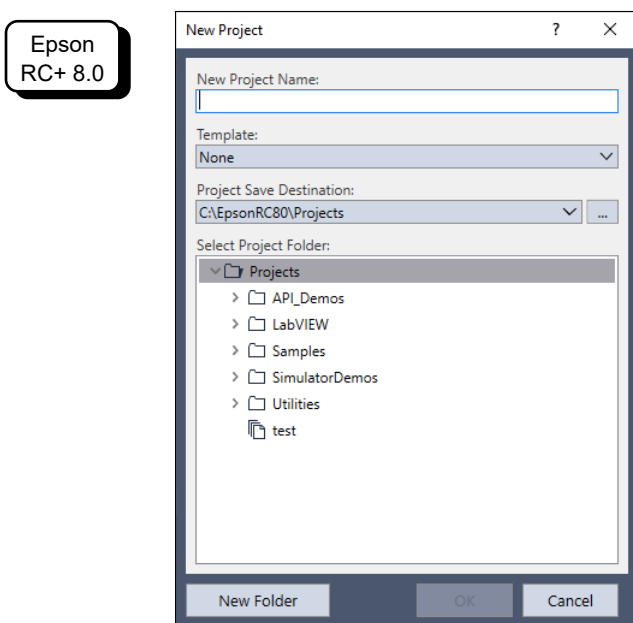 Epson
RC+ 8.0
New Project
?
New Project Name:
Template:
None
Project Save Destination:
C:\EpsonRC80\Projects
...
Select Project Folder:
Projects
API_Demos
LabVIEW
Samples
SimulatorDemos
Utilities
test
New Folder OK Cancel